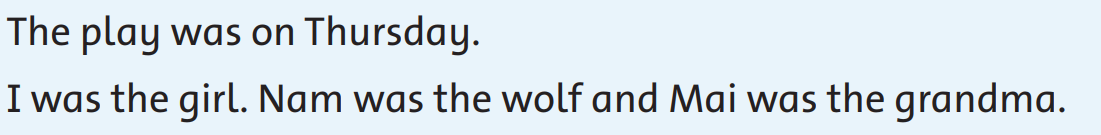 The play was on Thursday.
I was the girl. Nam was the wolf and Mai was the grandma.